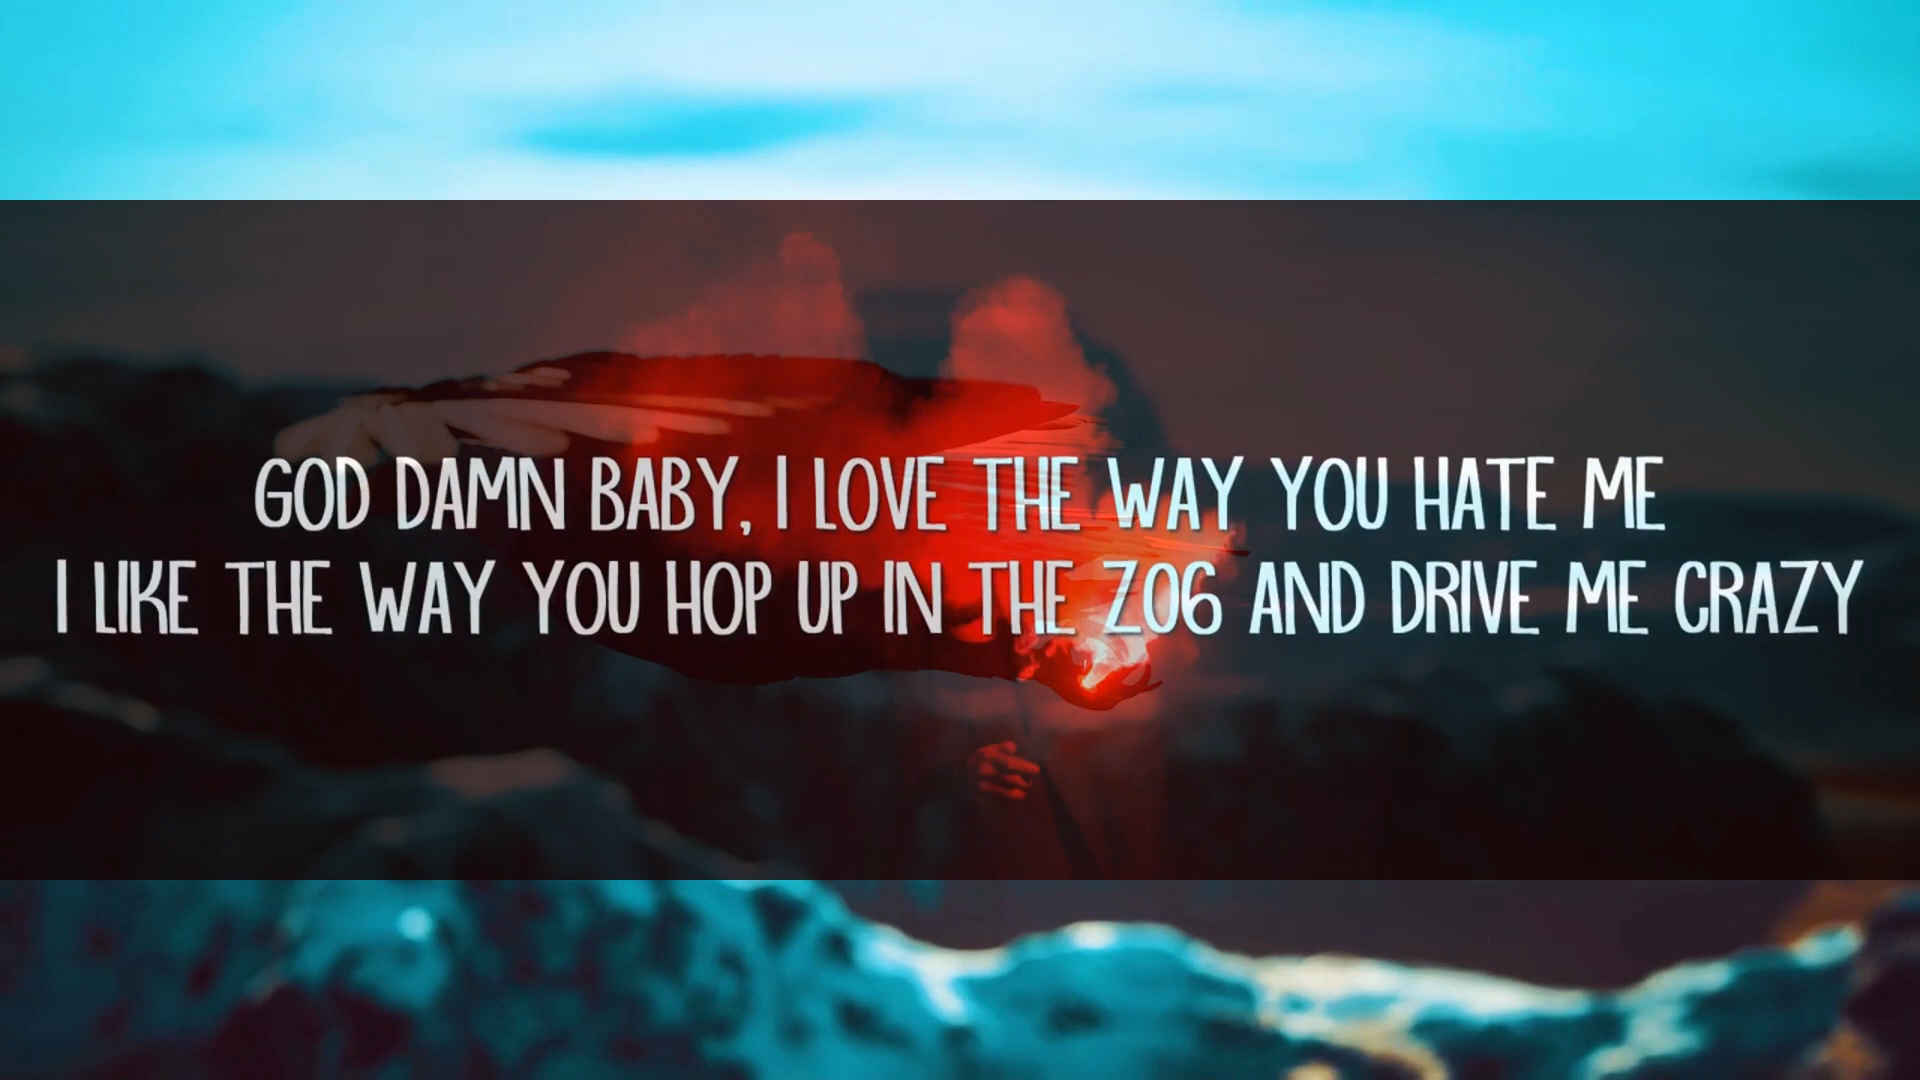 GOD DAMN BABY, I LOVE THE WAY YOU HATE ME
I LIKE THE WAY YOU HOP UP IN THE Z06 AND DRIVE ME CRAZY